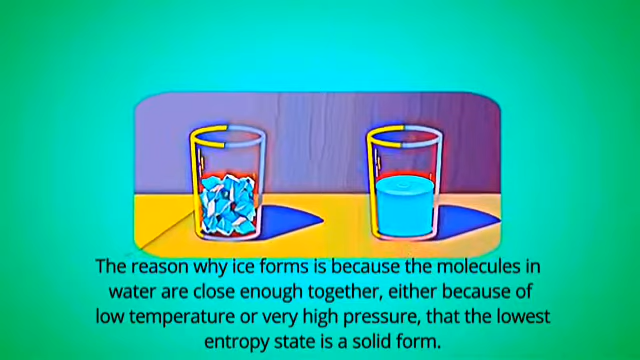 The reason why ice forms is because the molecules in
water are close enough together, either because of
low temperature or very high pressure, that the lowest
entropy state is a solid form.